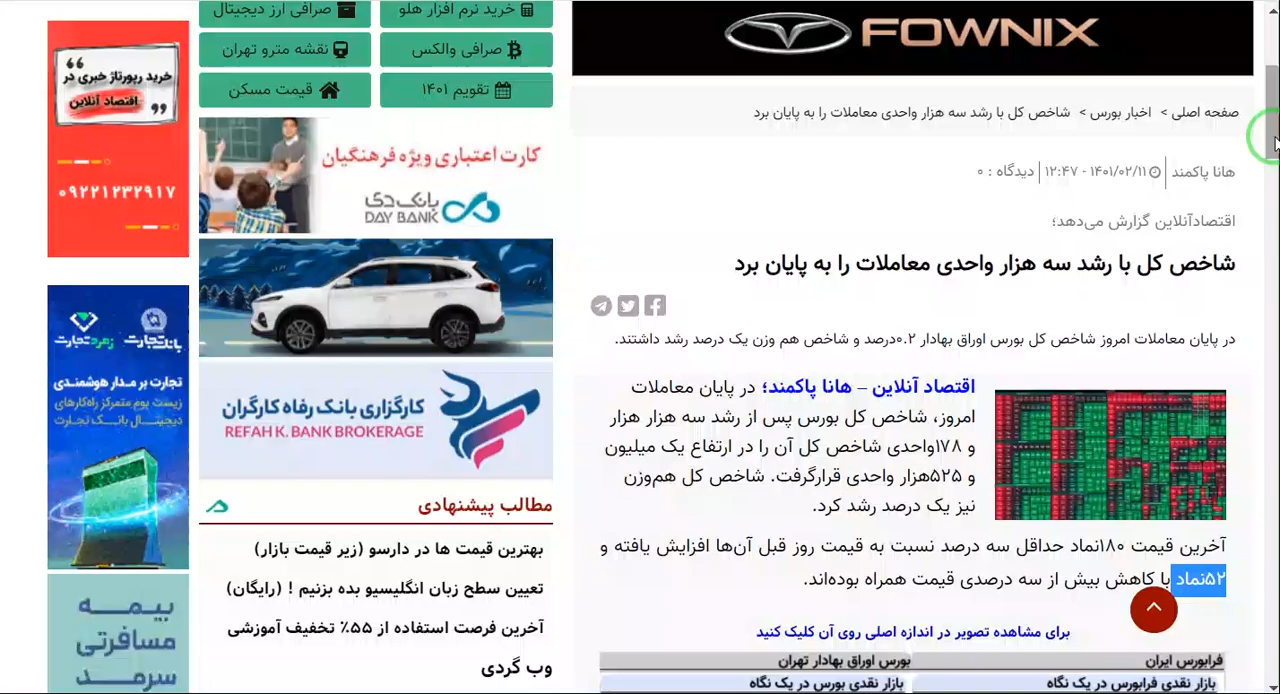 FOWNIX
صفحه اصلی > اخبار بورس > شاخص کل با رشد سه هزار واحدی معاملات را به پایان برد
هانا پاکمند | ۱۴۰۱/۰۲/۱۱ - ۱۲:۴۷ | دیدگاه : ۰
اقتصادآنلاین گزارش می‌دهد؛
شاخص کل با رشد سه هزار واحدی معاملات را به پایان برد
در پایان معاملات امروز شاخص کل بورس اوراق بهادار ۰.۲درصد و شاخص هم وزن یک درصد رشد داشتند.
اقتصاد آنلاین – هانا پاکمند؛ در پایان معاملات
امروز، شاخص کل بورس پس از رشد سه هزار هزار
و ۱۷۸واحدی شاخص کل آن را در ارتفاع یک میلیون
و ۵۲۵هزار واحدی قرارگرفت. شاخص کل هم‌وزن
نیز یک درصد رشد کرد.
آخرین قیمت ۱۸۰نماد حداقل سه درصد نسبت به قیمت روز قبل آن‌ها افزایش یافته و
۵۲نماد با کاهش بیش از سه درصدی قیمت همراه بوده‌اند.
برای مشاهده تصویر در اندازه اصلی روی آن کلیک کنید
فرابورس ایران
بورس اوراق بهادار تهران
بازار نقدی فرابورس در یک نگاه
بازار نقدی بورس در یک نگاه
خرید نرم افزار هلو
صرافی ارز دیجیتال
صرافی والکس
نقشه مترو تهران
تقویم ۱۴۰۱
قیمت مسکن
کارت اعتباری ویژه فرهنگیان
بانک دی
DAY BANK
کارگزاری بانک رفاه کارگران
REFAH K. BANK BROKERAGE
مطالب پیشنهادی
بهترین قیمت ها در دارسو (زیر قیمت بازار)
تعیین سطح زبان انگلیسیو بده بزنیم ! (رایگان)
آخرین فرصت استفاده از ۵۵٪ تخفیف آموزشی
وب گردی
خرید رپورتاژ خبری در
اقتصاد آنلاین
۰۹۲۲۱۲۳۲۹۱۷
بانک تجارت
زمرد تجارت
تجارت بر مدار هوشمندی
زیست بوم متمرکز راه‌کارهای
دیجیتال بانک تجارت
بیمه
مسافرتی
سرمد